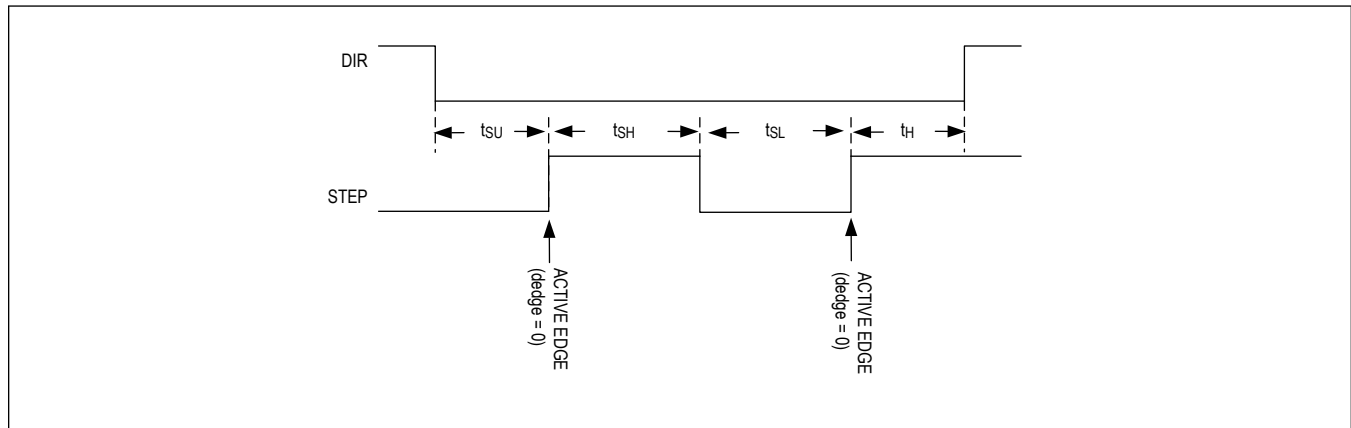 DIR
tSU
tSH
tSL
tH
STEP
ACTIVE EDGE
(dedge = 0)
ACTIVE EDGE
(dedge = 0)